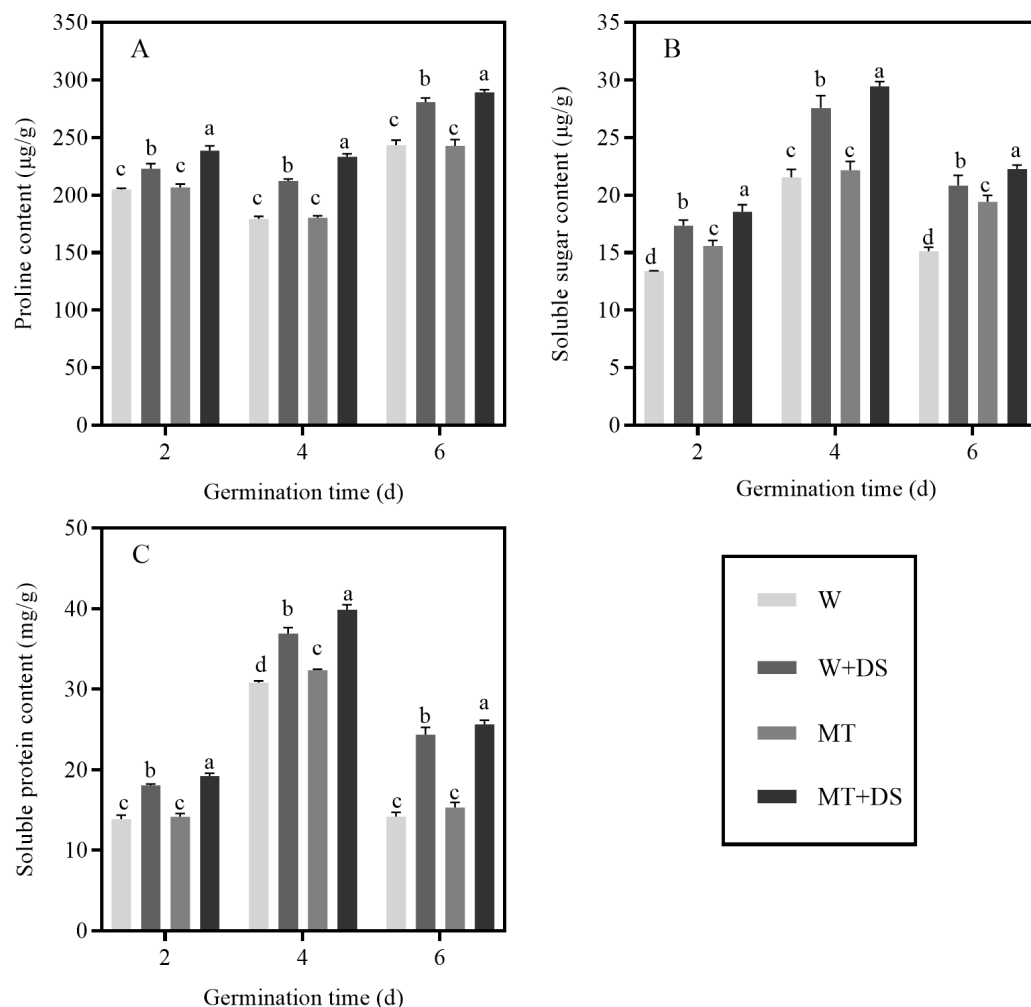 A
Proline content (μg/g)
350
300
250
200
150
100
50
0
c b c a
c b c a
c b c a
2 4 6
Germination time (d)
B
Soluble sugar content (μg/g)
35
30
25
20
15
10
5
0
d b c a
c b c a
d b c a
2 4 6
Germination time (d)
C
Soluble protein content (mg/g)
50
40
30
20
10
0
c b c a
d b c a
c b c a
2 4 6
Germination time (d)
W
W+DS
MT
MT+DS